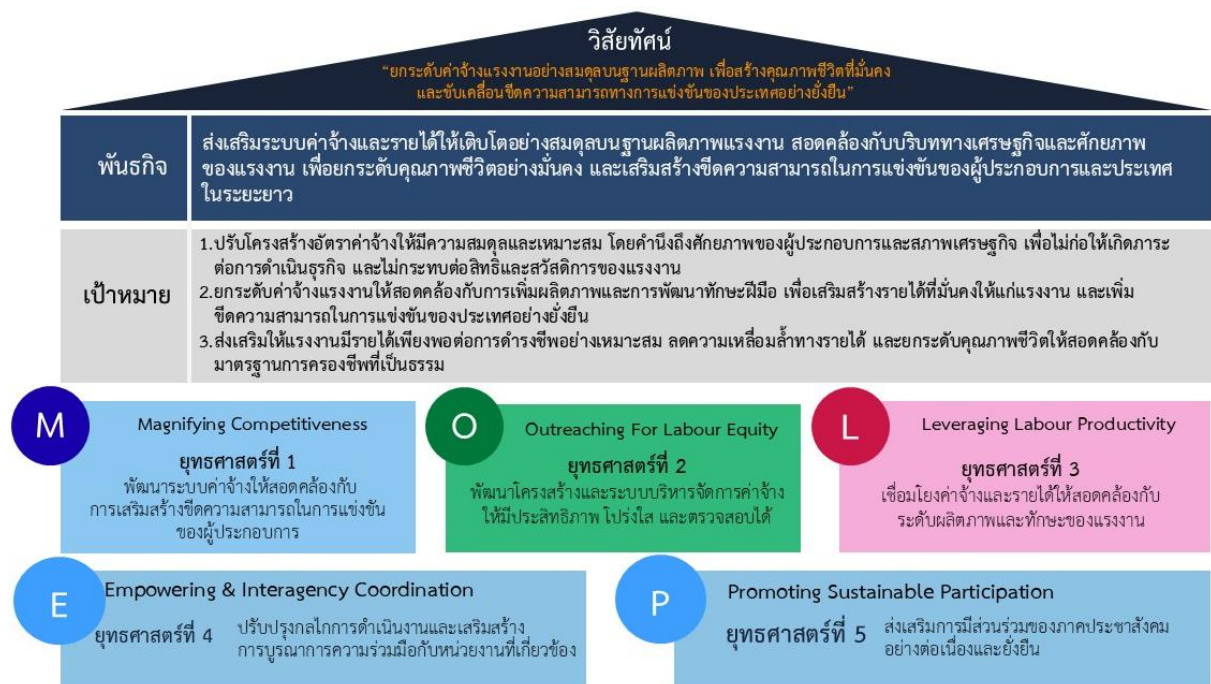 วิสัยทัศน์
“ยกระดับค่าจ้างแรงงานอย่างสมดุลบนฐานผลิตภาพ เพื่อสร้างคุณภาพชีวิตที่มั่นคง
และขับเคลื่อนขีดความสามารถทางการแข่งขันของประเทศอย่างยั่งยืน”
พันธกิจ
ส่งเสริมระบบค่าจ้างและรายได้ให้เติบโตอย่างสมดุลบนฐานผลิตภาพแรงงาน สอดคล้องกับบริบททางเศรษฐกิจและศักยภาพ
ของแรงงาน เพื่อยกระดับคุณภาพชีวิตอย่างมั่นคง และเสริมสร้างขีดความสามารถในการแข่งขันของผู้ประกอบการและประเทศ
ในระยะยาว
เป้าหมาย
1.ปรับโครงสร้างอัตราค่าจ้างให้มีความสมดุลและเหมาะสม โดยคำนึงถึงศักยภาพของผู้ประกอบการและสภาพเศรษฐกิจ เพื่อไม่ก่อให้เกิดภาระ
ต่อการดำเนินธุรกิจ และไม่กระทบต่อสิทธิและสวัสดิการของแรงงาน
2.ยกระดับค่าจ้างแรงงานให้สอดคล้องกับการเพิ่มผลิตภาพและการพัฒนาทักษะฝีมือ เพื่อเสริมสร้างรายได้ที่มั่นคงให้แก่แรงงาน และเพิ่ม
ขีดความสามารถในการแข่งขันของประเทศอย่างยั่งยืน
3.ส่งเสริมให้แรงงานมีรายได้เพียงพอต่อการดำรงชีพอย่างเหมาะสม ลดความเหลื่อมล้ำทางรายได้ และยกระดับคุณภาพชีวิตให้สอดคล้องกับ
มาตรฐานการครองชีพที่เป็นธรรม
M
Magnifying Competitiveness
ยุทธศาสตร์ที่ 1
พัฒนาระบบค่าจ้างให้สอดคล้องกับ
การเสริมสร้างขีดความสามารถในการแข่งขัน
ของผู้ประกอบการ
O
Outreaching For Labour Equity
ยุทธศาสตร์ที่ 2
พัฒนาโครงสร้างและระบบบริหารจัดการค่าจ้าง
ให้มีประสิทธิภาพ โปร่งใส และตรวจสอบได้
L
Leveraging Labour Productivity
ยุทธศาสตร์ที่ 3
เชื่อมโยงค่าจ้างและรายได้ให้สอดคล้องกับ
ระดับผลิตภาพและทักษะของแรงงาน
E
Empowering & Interagency Coordination
ยุทธศาสตร์ที่ 4
ปรับปรุงกลไกการดำเนินงานและเสริมสร้าง
การบูรณาการความร่วมมือกับหน่วยงานที่เกี่ยวข้อง
P
Promoting Sustainable Participation
ยุทธศาสตร์ที่ 5
ส่งเสริมการมีส่วนร่วมของภาคประชาสังคม
อย่างต่อเนื่องและยั่งยืน